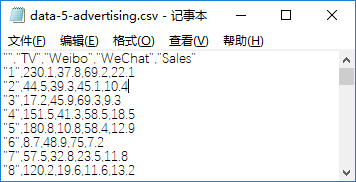 data-5-advertising.csv - 记事本
文件(F) 编辑(E) 格式(O) 查看(V) 帮助(H)
"","TV","Weibo","WeChat","Sales"
"1",230.1,37.8,69.2,22.1
"2",44.5,39.3,45.1,10.4
"3",17.2,45.9,69.3,9.3
"4",151.5,41.3,58.5,18.5
"5",180.8,10.8,58.4,12.9
"6",8.7,48.9,75,7.2
"7",57.5,32.8,23.5,11.8
"8",120.2,19.6,11.6,13.2